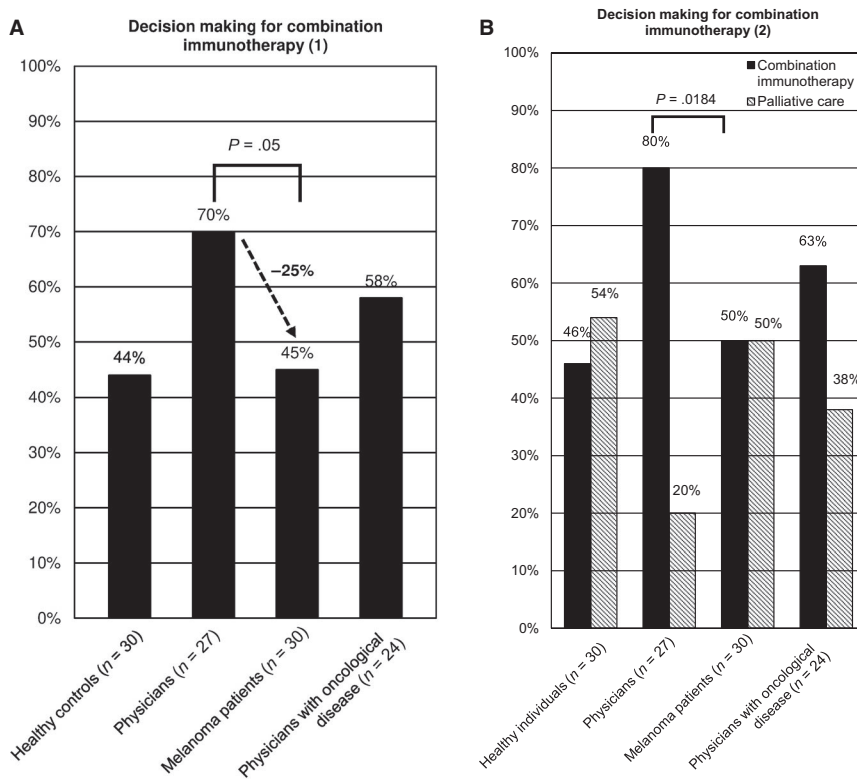 A
Decision making for combination
immunotherapy (1)
100%
90%
80%
70%
60%
50%
40%
30%
20%
10%
0%
P = .05
70%
–25%
58%
44%
45%
Healthy controls (n = 30)
Physicians (n = 27)
Melanoma patients (n = 30)
Physicians with oncological
disease (n = 24)
B
Decision making for combination
immunotherapy (2)
100%
90%
80%
70%
60%
50%
40%
30%
20%
10%
0%
Combination
immunotherapy
Palliative care
P = .0184
80%
63%
54%
46%
50%
50%
38%
20%
Healthy individuals (n = 30)
Physicians (n = 27)
Melanoma patients (n = 30)
Physicians with oncological
disease (n = 24)